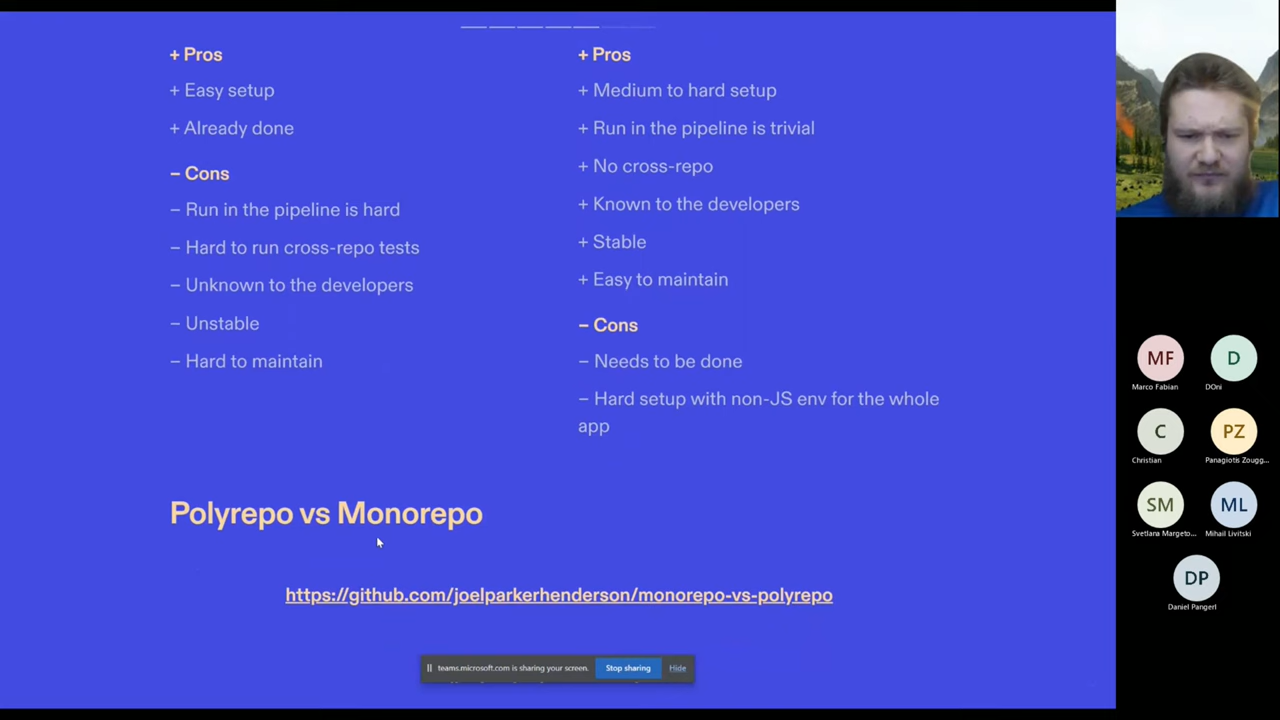 + Pros
+ Easy setup
+ Already done
− Cons
− Run in the pipeline is hard
− Hard to run cross-repo tests
− Unknown to the developers
− Unstable
− Hard to maintain
+ Pros
+ Medium to hard setup
+ Run in the pipeline is trivial
+ No cross-repo
+ Known to the developers
+ Stable
+ Easy to maintain
− Cons
− Needs to be done
− Hard setup with non-JS env for the whole
app
Polyrepo vs Monorepo
https://github.com/joelparkerhenderson/monorepo-vs-polyrepo
teams.microsoft.com is sharing your screen.
Stop sharing
Hide
MF
Marco Fabian
D
DOni
C
Christian
PZ
Panagiotis Zougg...
SM
Svetlana Margeto...
ML
Mihail Livitski
DP
Daniel Pangerl